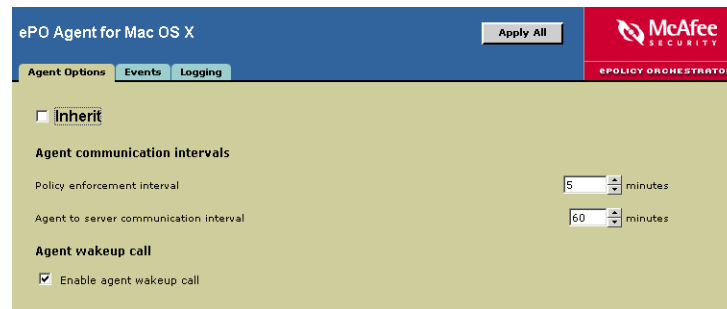 ePO Agent for Mac OS X
Apply All
McAfee
SECURITY
Agent Options Events Logging
ePOLICY ORCHESTRATO
Inherit
Agent communication intervals
Policy enforcement interval 5 minutes
Agent to server communication interval 60 minutes
Agent wakeup call
Enable agent wakeup call